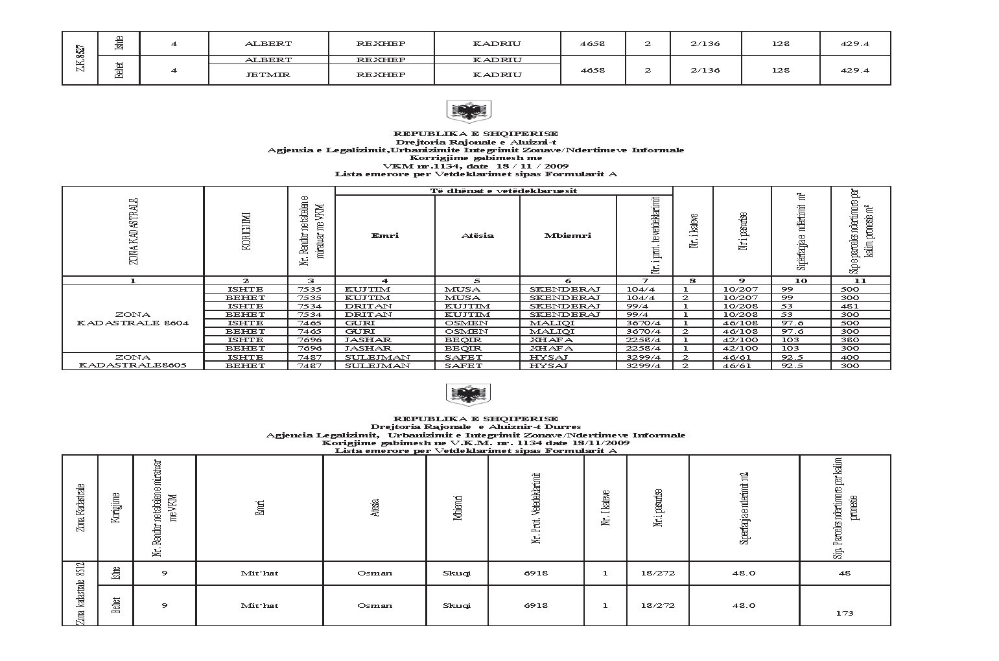 Z.K.8527 Ishte 4 ALBERT REXHEP KADRIU 4658 2 2/136 128 429.4
Behet 4 ALBERT REXHEP KADRIU 4658 2 2/136 128 429.4
JETMIR REXHEP KADRIU
REPUBLIKA E SHQIPERISE
Drejtoria Rajonale e Aluizni-t
Agjensia e Legalizimit,Urbanizimite Integrimit Zonave/Ndertimeve Informale
Korrigjime gabimesh me
VKM nr.1134, date 18 / 11 / 2009
Lista emerore per Vetdeklarimet sipas Formularit A
ZONA KADASTRALE
KORIGJIMI
Nr. Rendor ne tabelen e
miratuar me VKM
Të dhënat e vetëdeklaruesit
Emri
Atësia
Mbiemri
Nr. i prot. te vetdeklarimit
Nr. i kateve
Nr i pasurise
Sipërfaqja e ndërtimit m²
Sip e parceles ndertimore per
kalim pronesie m²
1 2 3 4 5 6 7 8 9 10 11
ZONA
KADASTRALE 8604
ISHTE 7535 KUJTIM MUSA SKENDERAJ 104/4 1 10/207 99 500
BEHET 7535 KUJTIM MUSA SKENDERAJ 104/4 2 10/207 99 300
ISHTE 7534 DRITAN KUJTIM SKENDERAJ 99/4 1 10/208 53 481
BEHET 7534 DRITAN KUJTIM SKENDERAJ 99/4 1 10/208 53 300
ISHTE 7465 GURI OSMEN MALIQI 3670/4 1 46/108 97.6 500
BEHET 7465 GURI OSMEN MALIQI 3670/4 2 46/108 97.6 300
ISHTE 7696 JASHAR BEQIR XHAFA 2258/4 1 42/100 103 380
BEHET 7696 JASHAR BEQIR XHAFA 2258/4 1 42/100 103 300
ZONA
KADASTRALE8605
ISHTE 7487 SULEJMAN SAFET HYSAJ 3299/4 2 46/61 92.5 400
BEHET 7487 SULEJMAN SAFET HYSAJ 3299/4 2 46/61 92.5 300
REPUBLIKA E SHQIPERISE
Drejtoria Rajonale e Aluiznir-t Durres
Agjencia Legalizimit, Urbanizimit e Integrimit Zonave/Ndertimeve Informale
Korigjime gabimesh ne V.K.M. nr. 1134 date 18/11/2009
Lista emerore per Vetdeklarimet sipas Formularit A
Zona Kadastrale
Korigjime
Nr. Rendor ne tabelen e miratuar
me VKM
Emri
Atesia
Mbiemri
Nr. Prot. Vetedeklarimit
Nr. I kateve
Nr.i pasurise
Siperfaqja e ndertimit m2
Sip. Parceles ndertimore per kalim
pronesie
Zona kadastrale 8512
Ishte 9 Mit'hat Osman Skuqi 6918 1 18/272 48.0 48
Behet 9 Mit'hat Osman Skuqi 6918 1 18/272 48.0 173